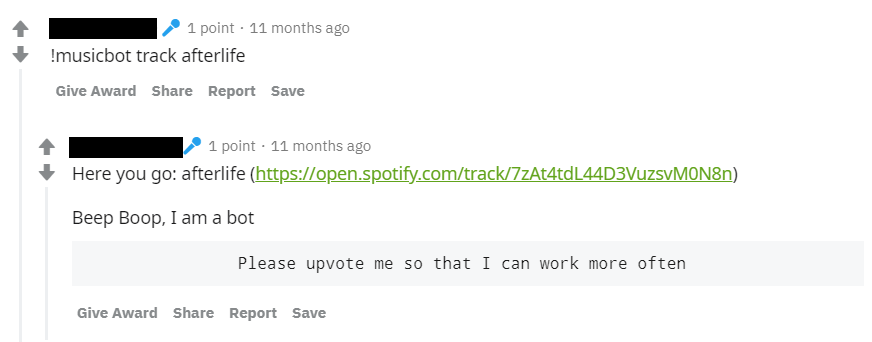 1 point · 11 months ago
!musicbot track afterlife
Give Award Share Report Save
1 point · 11 months ago
Here you go: afterlife (https://open.spotify.com/track/7zAt4tdL44D3VuzsvM0N8n)
Beep Boop, I am a bot
Please upvote me so that I can work more often
Give Award Share Report Save